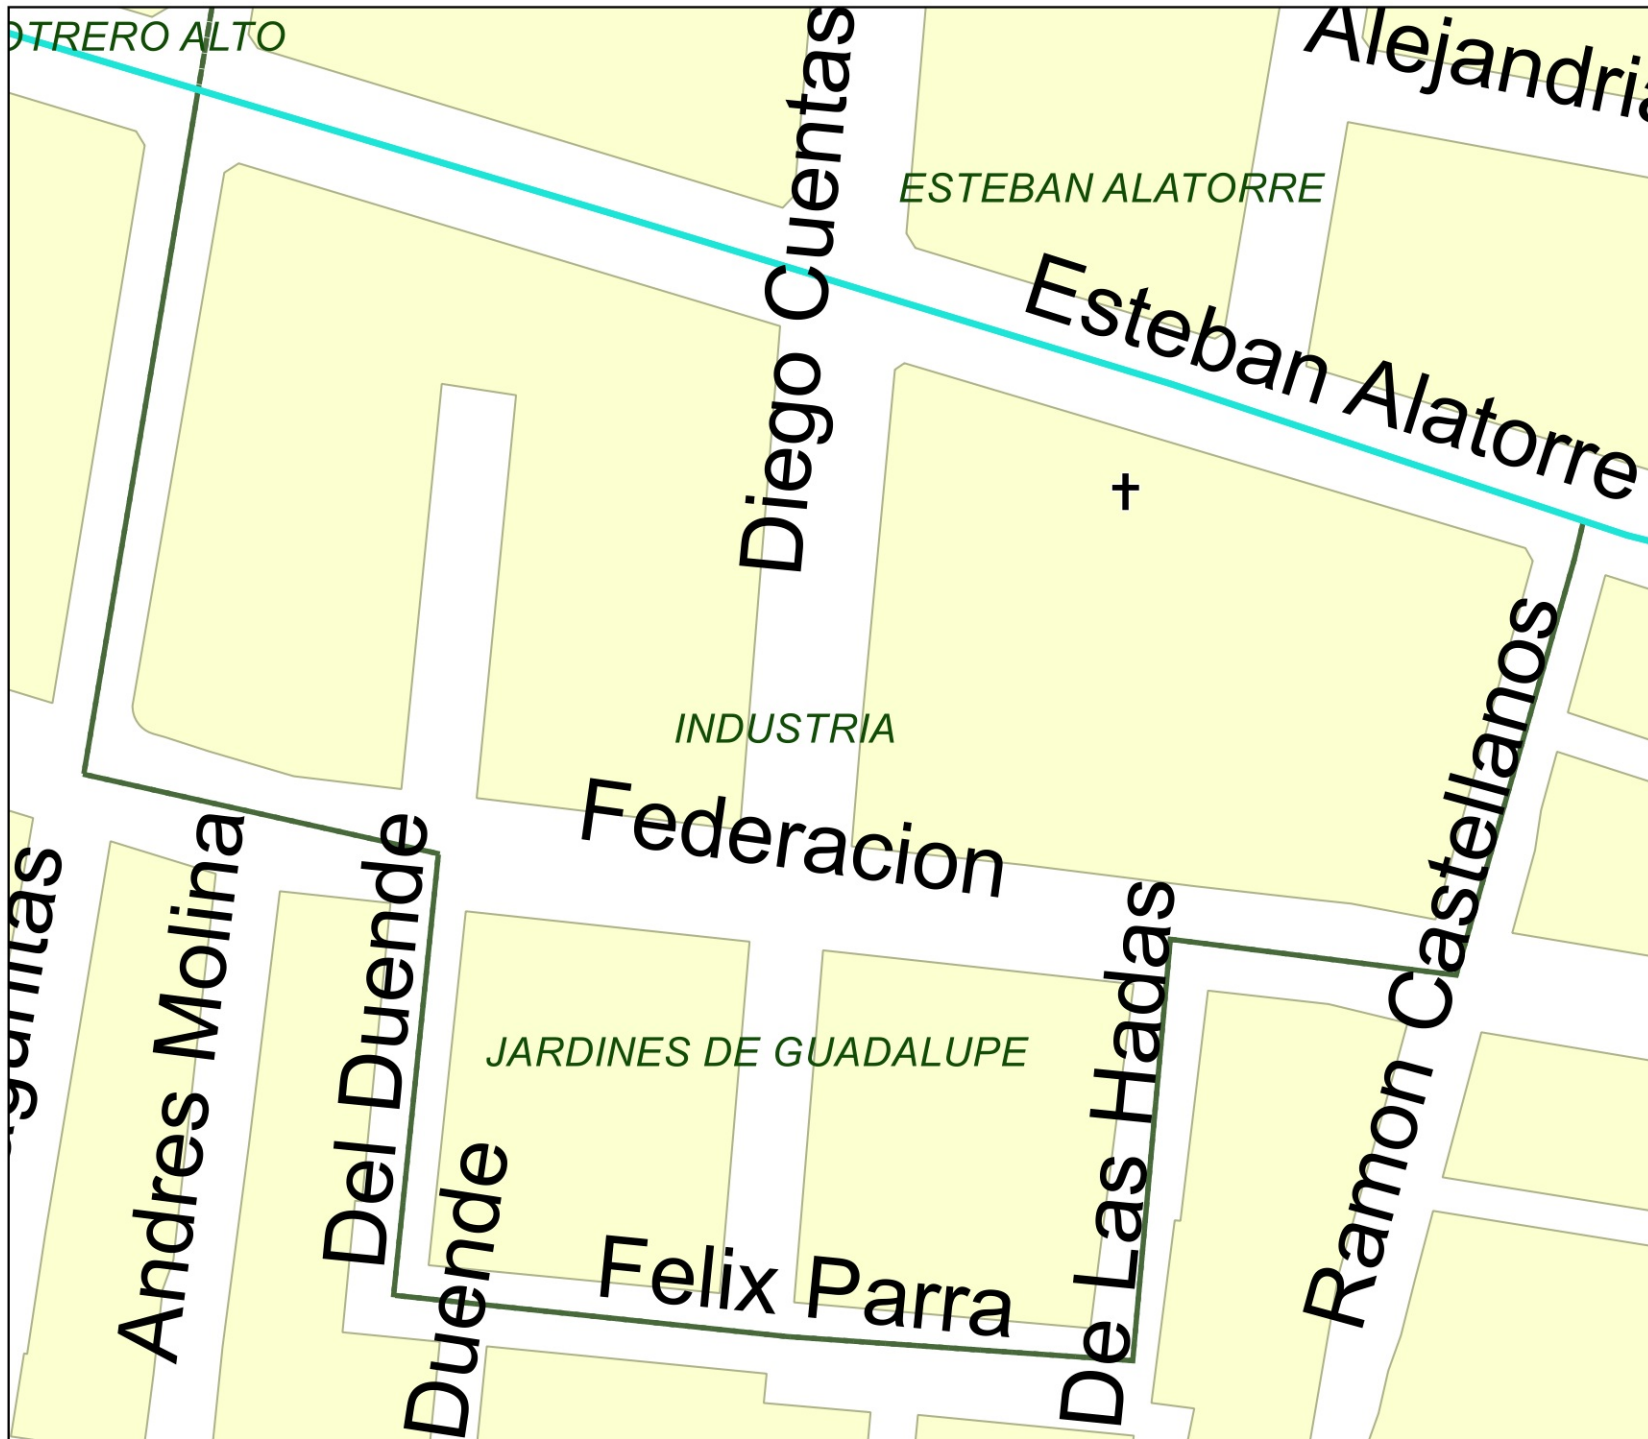 OTRERO ALTO
Diego Cuentas
Alejandria
ESTEBAN ALATORRE
Esteban Alatorre
INDUSTRIA
Federacion
Ramon Castellanos
Andres Molina
Del Duende
De Las Hadas
JARDINES DE GUADALUPE
Duende
Felix Parra